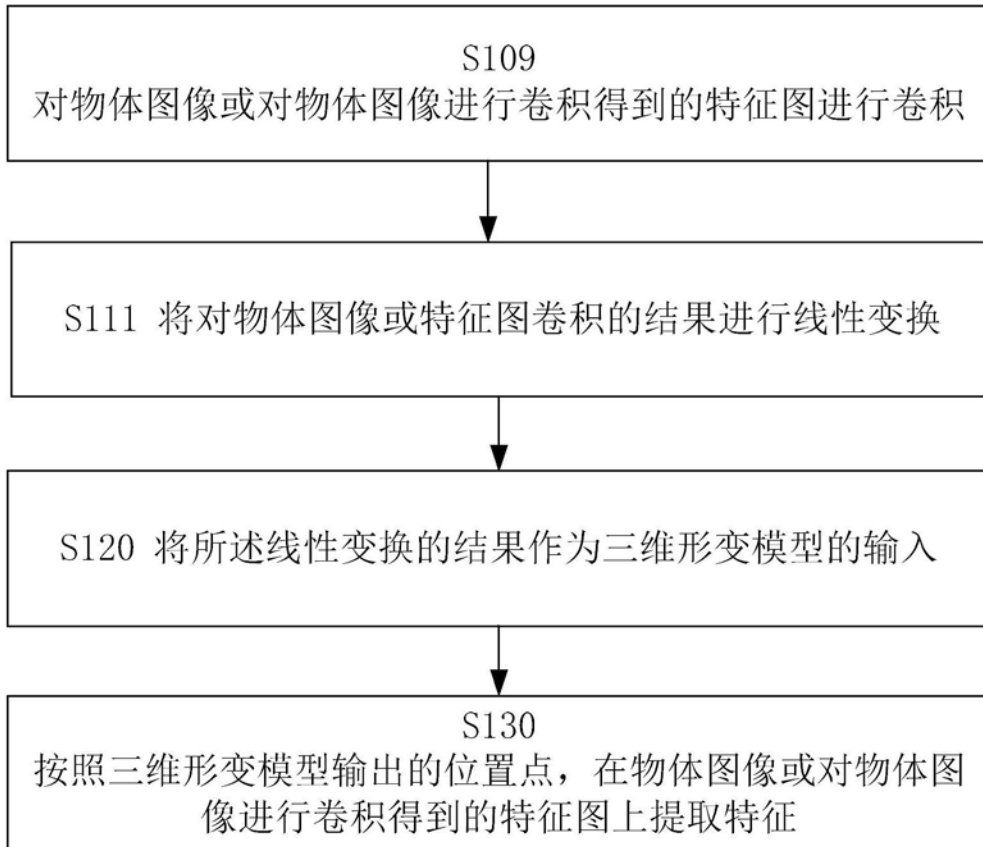 S109
对物体图像或对物体图像进行卷积得到的特征图进行卷积
S111 将对物体图像或特征图卷积的结果进行线性变换
S120 将所述线性变换的结果作为三维形变模型的输入
S130
按照三维形变模型输出的位置点，在物体图像或对物体图
像进行卷积得到的特征图上提取特征